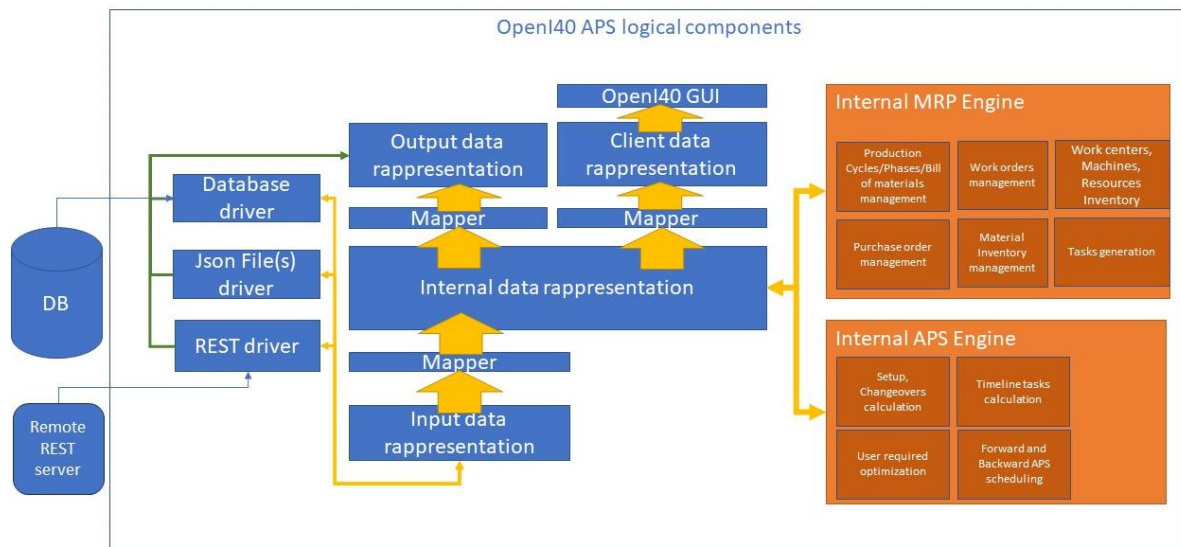 OpenI40 APS logical components
OpenI40 GUI
Output data
rappresentation
Client data
rappresentation
Mapper
Mapper
Internal data rappresentation
Mapper
Input data
rappresentation
Database
driver
Json File(s)
driver
REST driver
DB
Remote
REST
server
Internal MRP Engine
Production
Cycles/Phases/Bill
of materials
management
Work orders
management
Work centers,
Machines,
Resources
Inventory
Purchase order
management
Material
Inventory
management
Tasks generation
Internal APS Engine
Setup,
Changeovers
calculation
Timeline tasks
calculation
User required
optimization
Forward and
Backward APS
scheduling